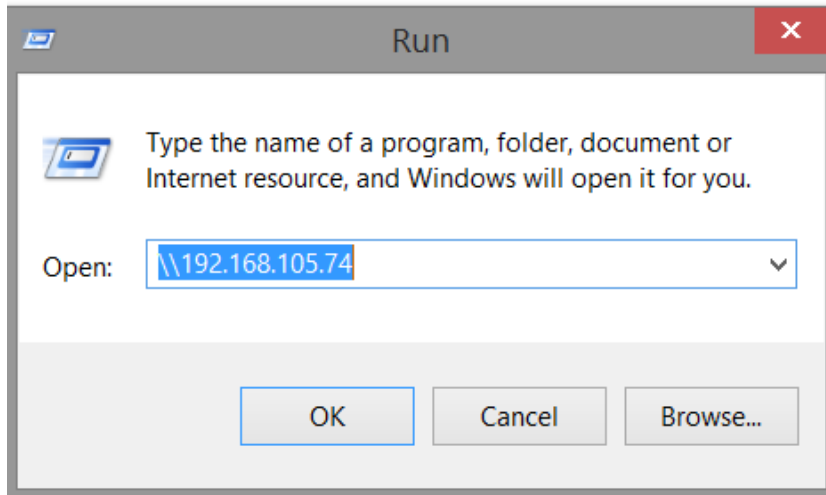 Run
Type the name of a program, folder, document or
Internet resource, and Windows will open it for you.
Open: \\192.168.105.74
OK Cancel Browse...